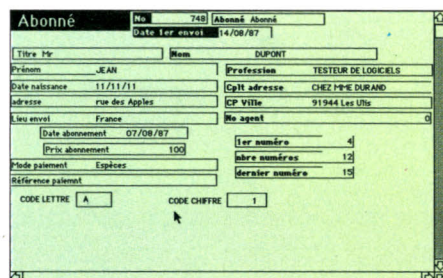 Abonné No 748 Abonné Abonné
Date 1er envoi 14/08/87
Titre Mr Nom DUPONT
Prénom JEAN Profession TESTEUR DE LOGICIELS
Date naissance 11/11/11 Cplt adresse CHEZ MME DURAND
adresse rue des Apples CP Ville 91944 Les Ulis
Lieu envoi France No agent 0
Date abonnement 07/08/87 1er numéro 4
Prix abonnement 100 nbre numéros 12
Mode paiement Espèces dernier numéro 15
Référence paiemnt
CODE LETTRE A CODE CHIFFRE 1